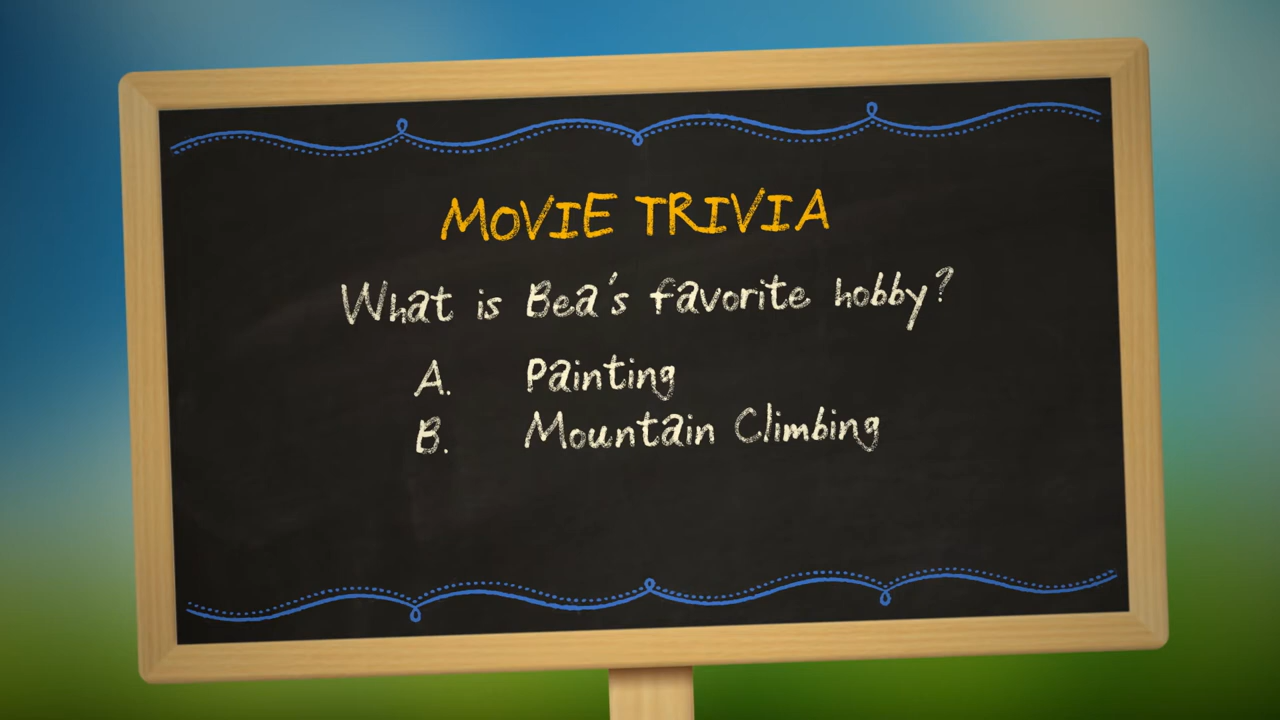 MOVIE TRIVIA
What is Bea's favorite hobby?
A. Painting
B. Mountain Climbing